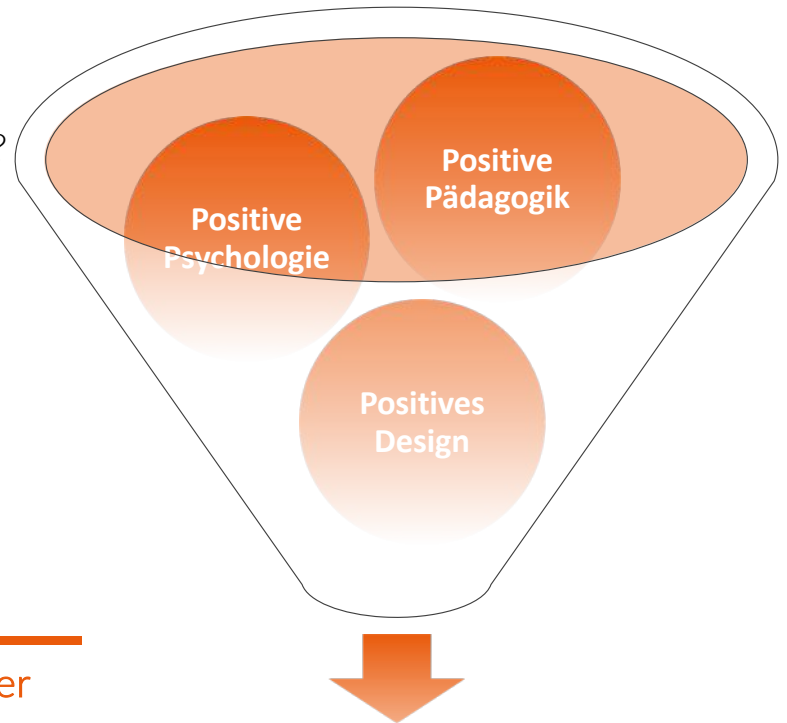 ?
Positive
Pädagogik
Positive
Psychologie
Positives
Design
er